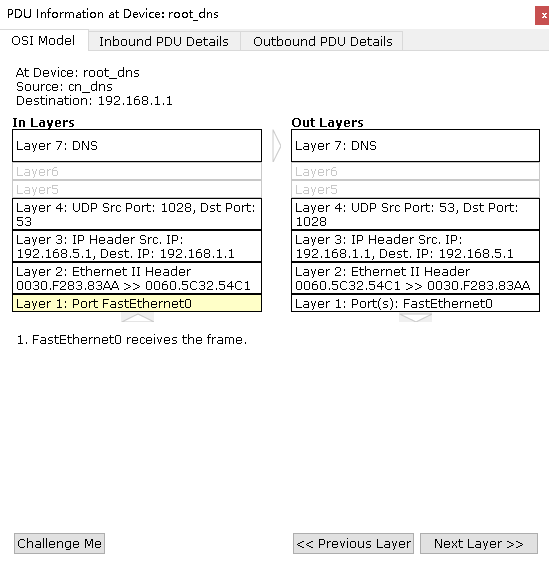 PDU Information at Device: root_dns
x
OSI Model
Inbound PDU Details
Outbound PDU Details
At Device: root_dns
Source: cn_dns
Destination: 192.168.1.1
In Layers
Layer 7: DNS
Layer6
Layer5
Layer 4: UDP Src Port: 1028, Dst Port:
53
Layer 3: IP Header Src. IP:
192.168.5.1, Dest. IP: 192.168.1.1
Layer 2: Ethernet II Header
0030.F283.83AA >> 0060.5C32.54C1
Layer 1: Port FastEthernet0
Out Layers
Layer 7: DNS
Layer6
Layer5
Layer 4: UDP Src Port: 53, Dst Port:
1028
Layer 3: IP Header Src. IP:
192.168.1.1, Dest. IP: 192.168.5.1
Layer 2: Ethernet II Header
0060.5C32.54C1 >> 0030.F283.83AA
Layer 1: Port(s): FastEthernet0
1. FastEthernet0 receives the frame.
Challenge Me
<< Previous Layer
Next Layer >>